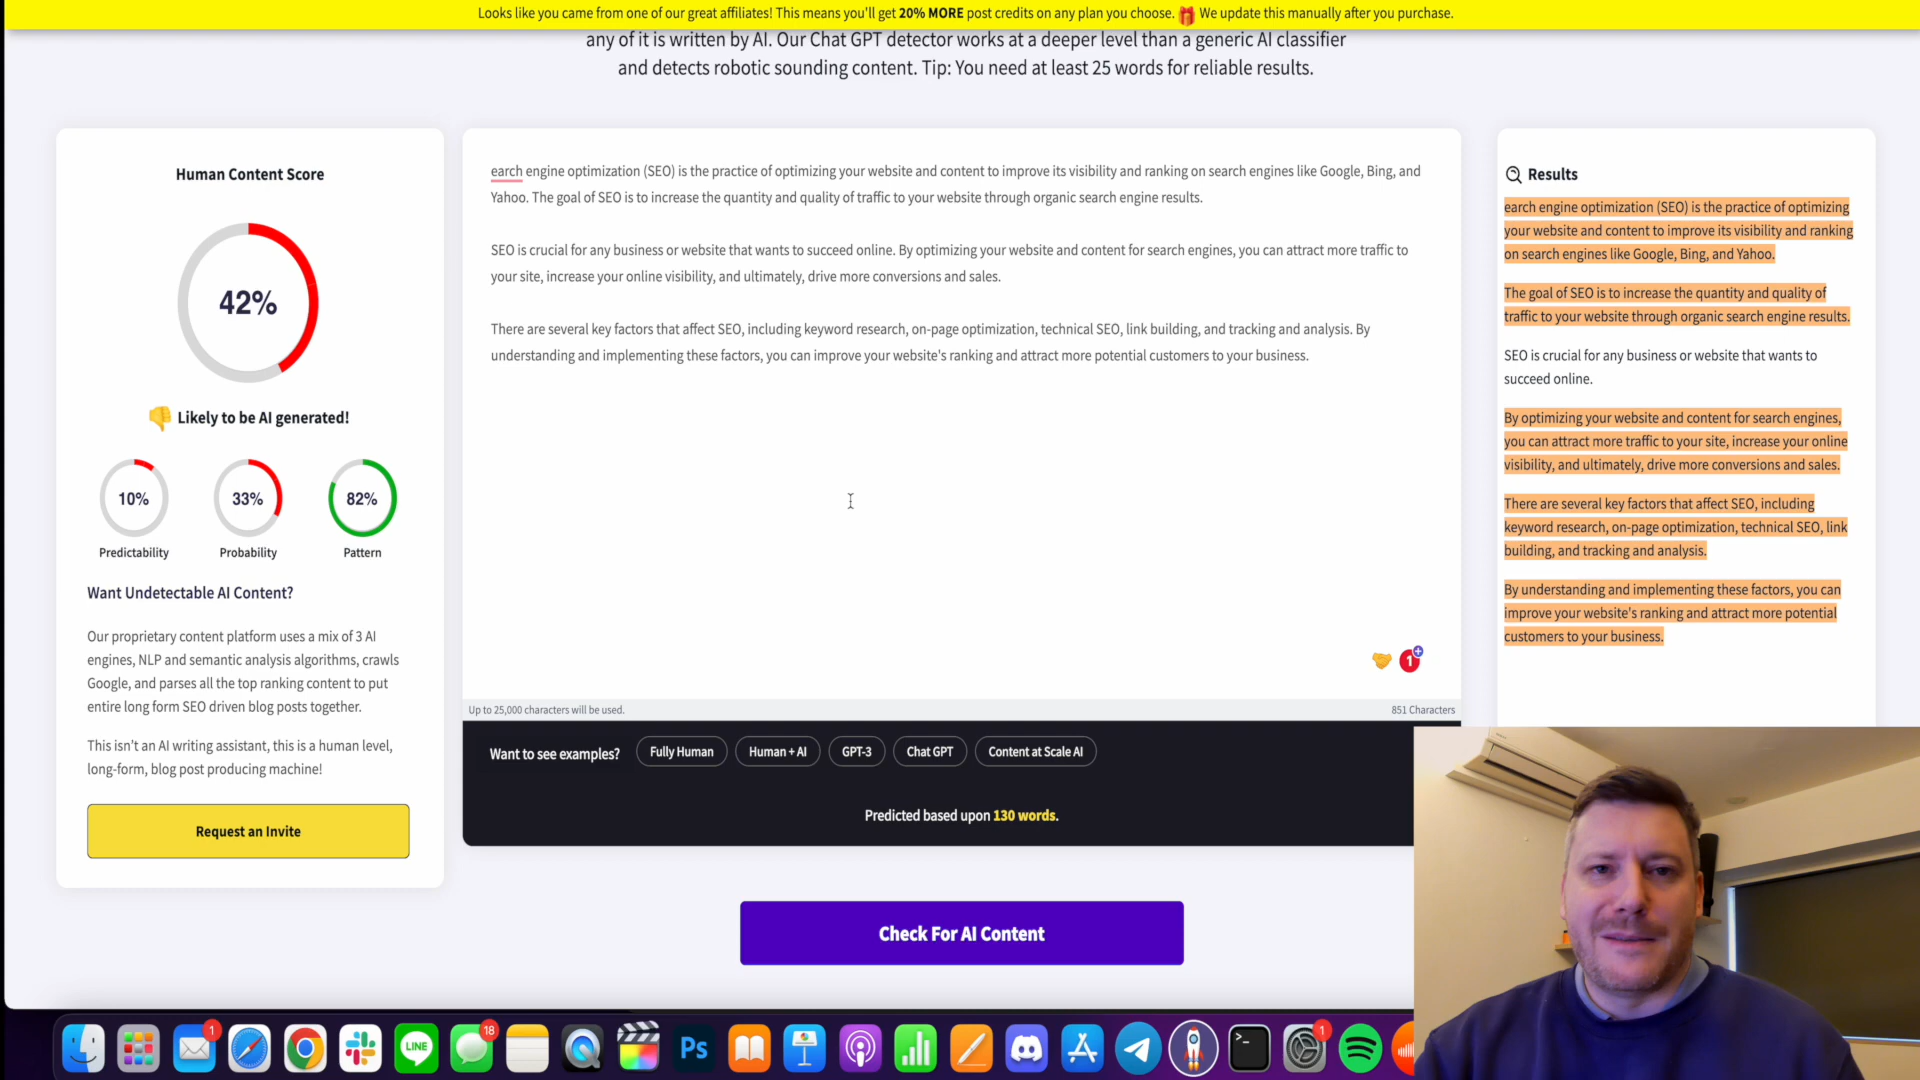 Looks like you came from one of our great affiliates! This means you'll get 20% MORE post credits on any plan you choose. 🎁 We update this manually after you purchase.
any of it is written by AI. Our Chat GPT detector works at a deeper level than a generic AI classifier
and detects robotic sounding content. Tip: You need at least 25 words for reliable results.
Human Content Score
42%
👎 Likely to be AI generated!
10%
33%
82%
Predictability
Probability
Pattern
Want Undetectable AI Content?
Our proprietary content platform uses a mix of 3 AI
engines, NLP and semantic analysis algorithms, crawls
Google, and parses all the top ranking content to put
entire long form SEO driven blog posts together.
This isn't an AI writing assistant, this is a human level,
long-form, blog post producing machine!
Request an Invite
earch engine optimization (SEO) is the practice of optimizing your website and content to improve its visibility and ranking on search engines like Google, Bing, and
Yahoo. The goal of SEO is to increase the quantity and quality of traffic to your website through organic search engine results.
SEO is crucial for any business or website that wants to succeed online. By optimizing your website and content for search engines, you can attract more traffic to
your site, increase your online visibility, and ultimately, drive more conversions and sales.
There are several key factors that affect SEO, including keyword research, on-page optimization, technical SEO, link building, and tracking and analysis. By
understanding and implementing these factors, you can improve your website's ranking and attract more potential customers to your business.
1
Up to 25,000 characters will be used.
851 Characters
Want to see examples?
Fully Human
Human + AI
GPT-3
Chat GPT
Content at Scale AI
Predicted based upon 130 words.
Check For AI Content
Results
earch engine optimization (SEO) is the practice of optimizing
your website and content to improve its visibility and ranking
on search engines like Google, Bing, and Yahoo.
The goal of SEO is to increase the quantity and quality of
traffic to your website through organic search engine results.
SEO is crucial for any business or website that wants to
succeed online.
By optimizing your website and content for search engines,
you can attract more traffic to your site, increase your online
visibility, and ultimately, drive more conversions and sales.
There are several key factors that affect SEO, including
keyword research, on-page optimization, technical SEO, link
building, and tracking and analysis.
By understanding and implementing these factors, you can
improve your website's ranking and attract more potential
customers to your business.
1
LINE
18
Ps
1